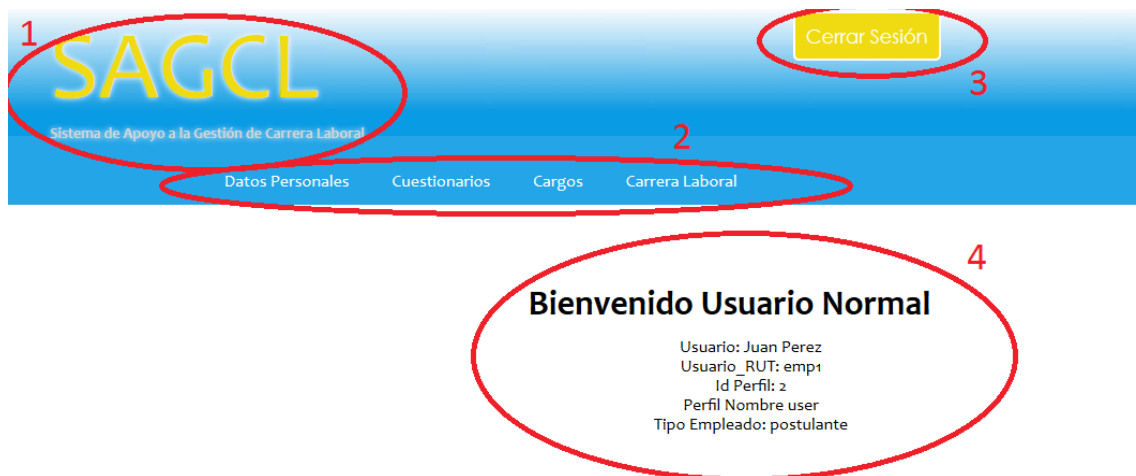 1
SAGCL
Sistema de Apoyo a la Gestión de Carrera Laboral
Cerrar Sesión
3
2
Datos Personales Cuestionarios Cargos Carrera Laboral
4
Bienvenido Usuario Normal
Usuario: Juan Perez
Usuario_RUT: emp1
Id Perfil: 2
Perfil Nombre user
Tipo Empleado: postulante